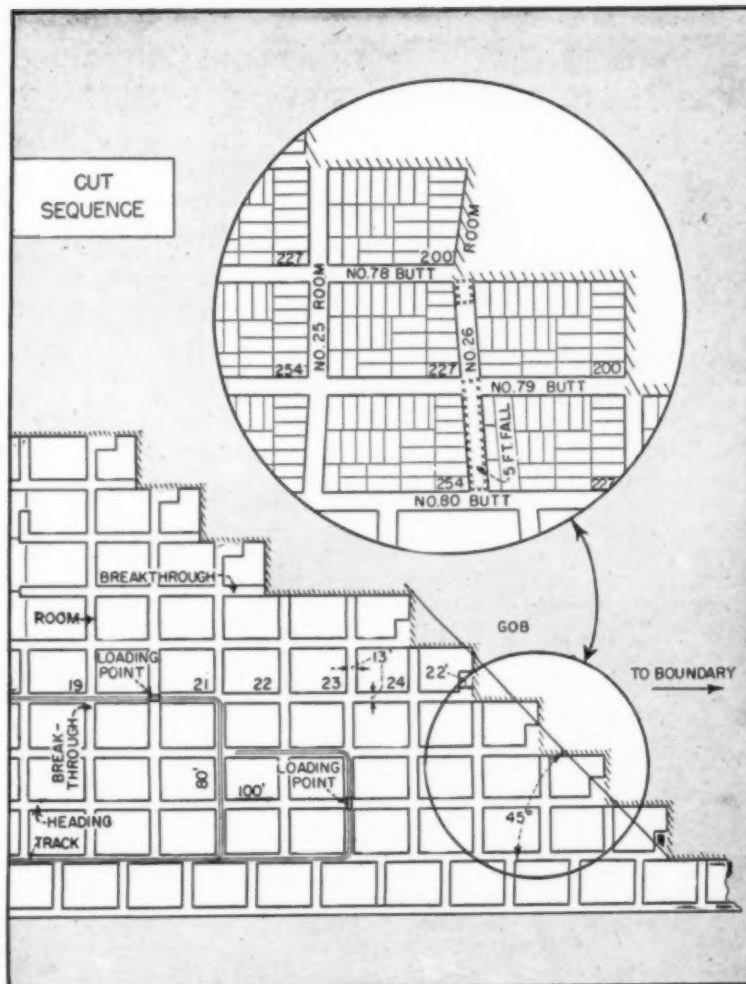 CUT
SEQUENCE
227
200
ROOM
NO.78 BUTT
NO.25 ROOM
NO.26
254
227
200
NO.79 BUTT
5 FT FALL
254
227
NO.80 BUTT
BREAKTHROUGH
ROOM
GOB
LOADING
POINT
13'
22'
TO BOUNDARY
19
21
22
23
24
BREAK-
THROUGH
80'
100'
LOADING
POINT
45°
HEADING
TRACK